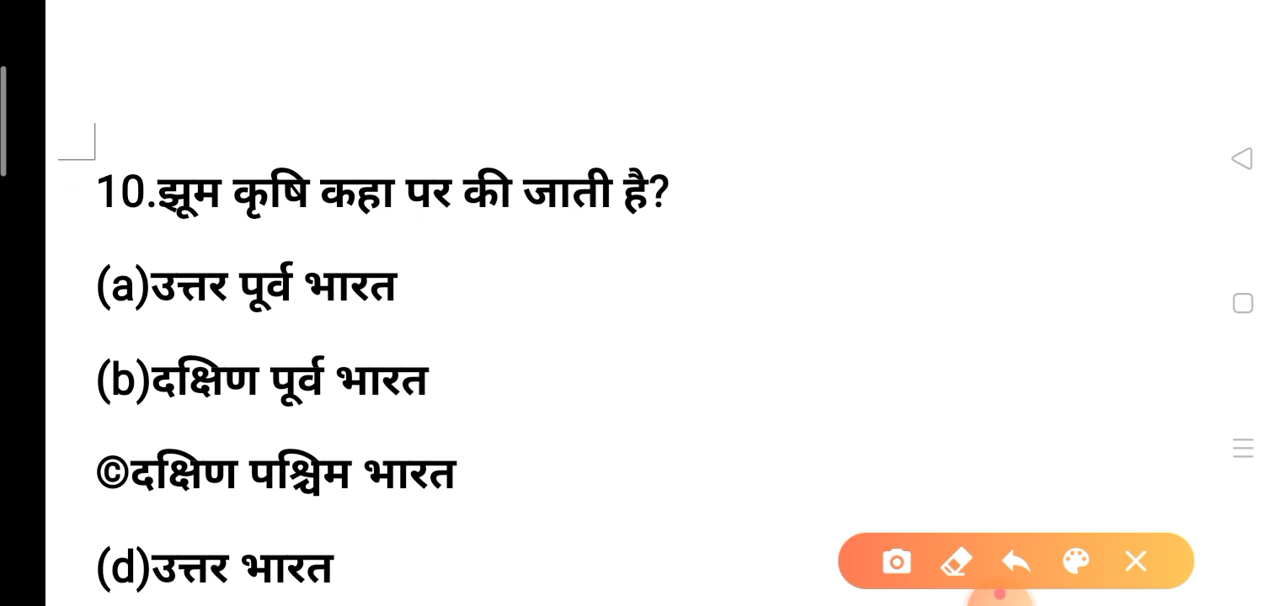 10.झूम कृषि कहा पर की जाती है?
(a)उत्तर पूर्व भारत
(b)दक्षिण पूर्व भारत
©दक्षिण पश्चिम भारत
(d)उत्तर भारत